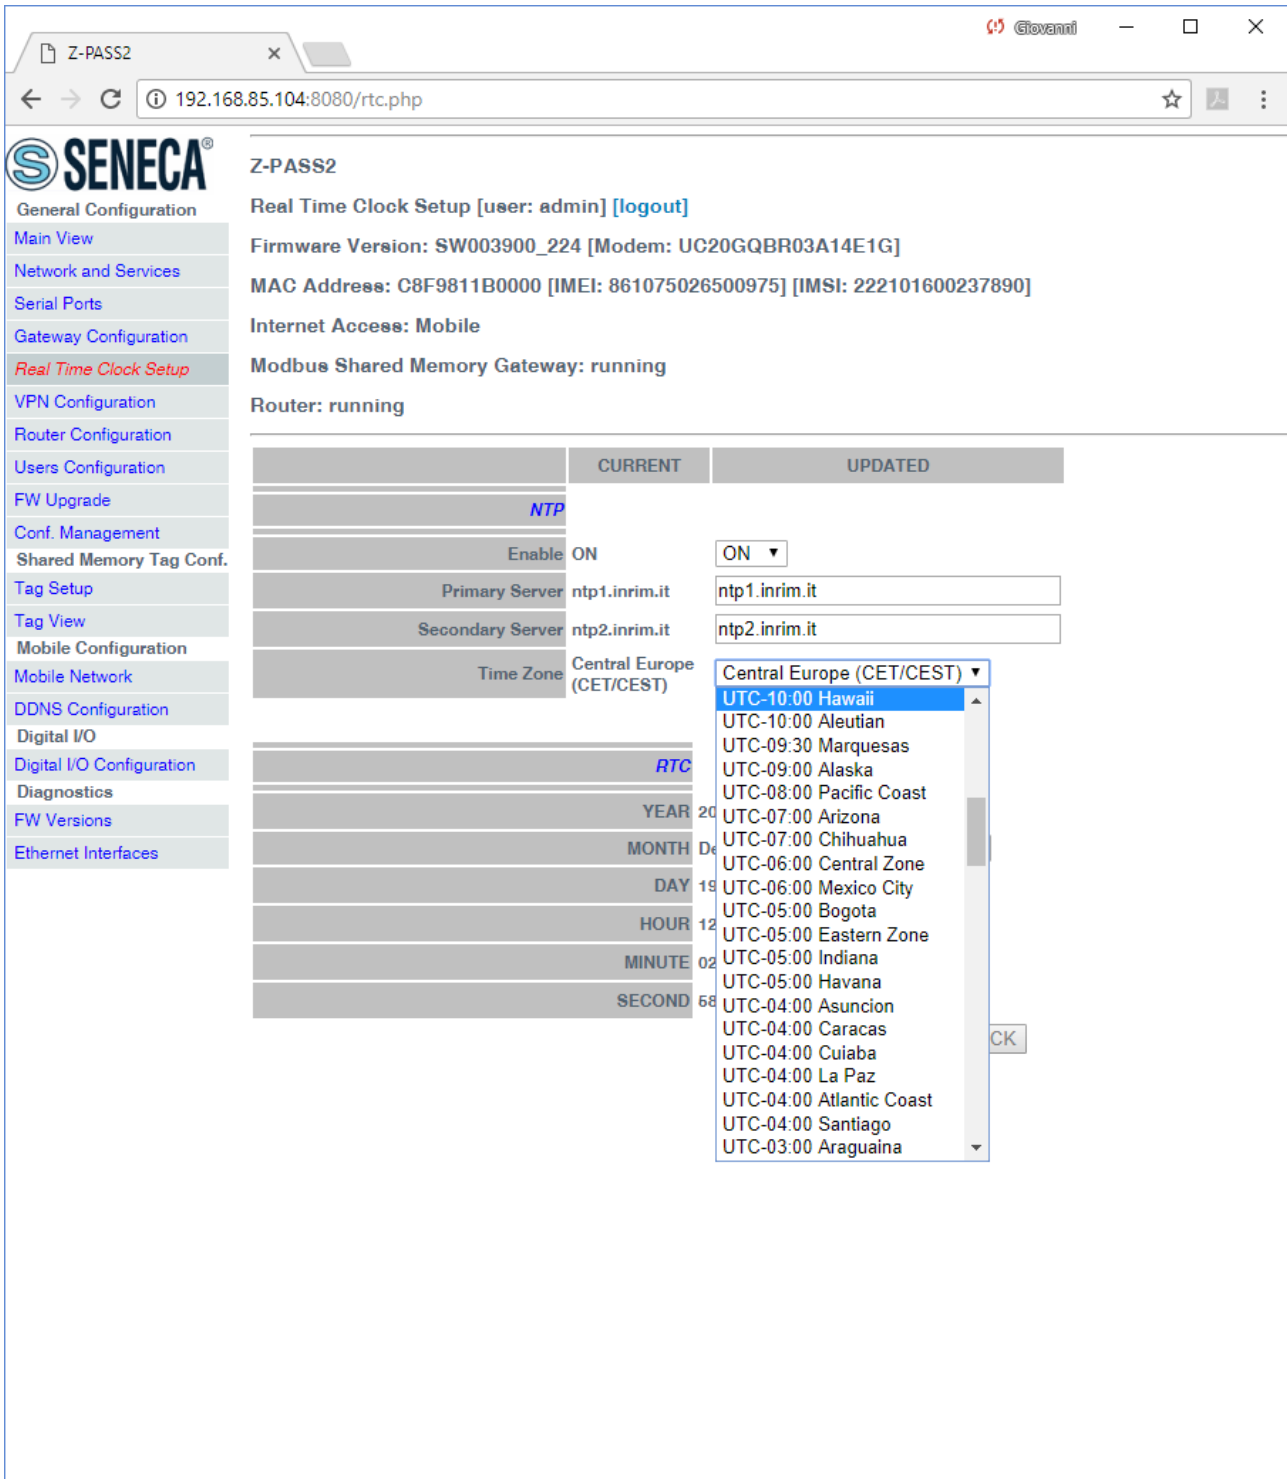 Giovanni
Z-PASS2
192.168.85.104:8080/rtc.php
SENECA®
General Configuration
Main View
Network and Services
Serial Ports
Gateway Configuration
Real Time Clock Setup
VPN Configuration
Router Configuration
Users Configuration
FW Upgrade
Conf. Management
Shared Memory Tag Conf.
Tag Setup
Tag View
Mobile Configuration
Mobile Network
DDNS Configuration
Digital I/O
Digital I/O Configuration
Diagnostics
FW Versions
Ethernet Interfaces
Z-PASS2
Real Time Clock Setup [user: admin] [logout]
Firmware Version: SW003900_224 [Modem: UC20GQBR03A14E1G]
MAC Address: C8F9811B0000 [IMEI: 861075026500975] [IMSI: 222101600237890]
Internet Access: Mobile
Modbus Shared Memory Gateway: running
Router: running
CURRENT UPDATED
NTP
Enable ON ON
Primary Server ntp1.inrim.it ntp1.inrim.it
Secondary Server ntp2.inrim.it ntp2.inrim.it
Time Zone Central Europe (CET/CEST) Central Europe (CET/CEST)
UTC-10:00 Hawaii
UTC-10:00 Aleutian
UTC-09:30 Marquesas
UTC-09:00 Alaska
UTC-08:00 Pacific Coast
UTC-07:00 Arizona
UTC-07:00 Chihuahua
UTC-06:00 Central Zone
UTC-06:00 Mexico City
UTC-05:00 Bogota
UTC-05:00 Eastern Zone
UTC-05:00 Indiana
UTC-05:00 Havana
UTC-04:00 Asuncion
UTC-04:00 Caracas
UTC-04:00 Cuiaba
UTC-04:00 La Paz
UTC-04:00 Atlantic Coast
UTC-04:00 Santiago
UTC-03:00 Araguaina
RTC
YEAR 20
MONTH De
DAY 19
HOUR 12
MINUTE 02
SECOND 58
CK